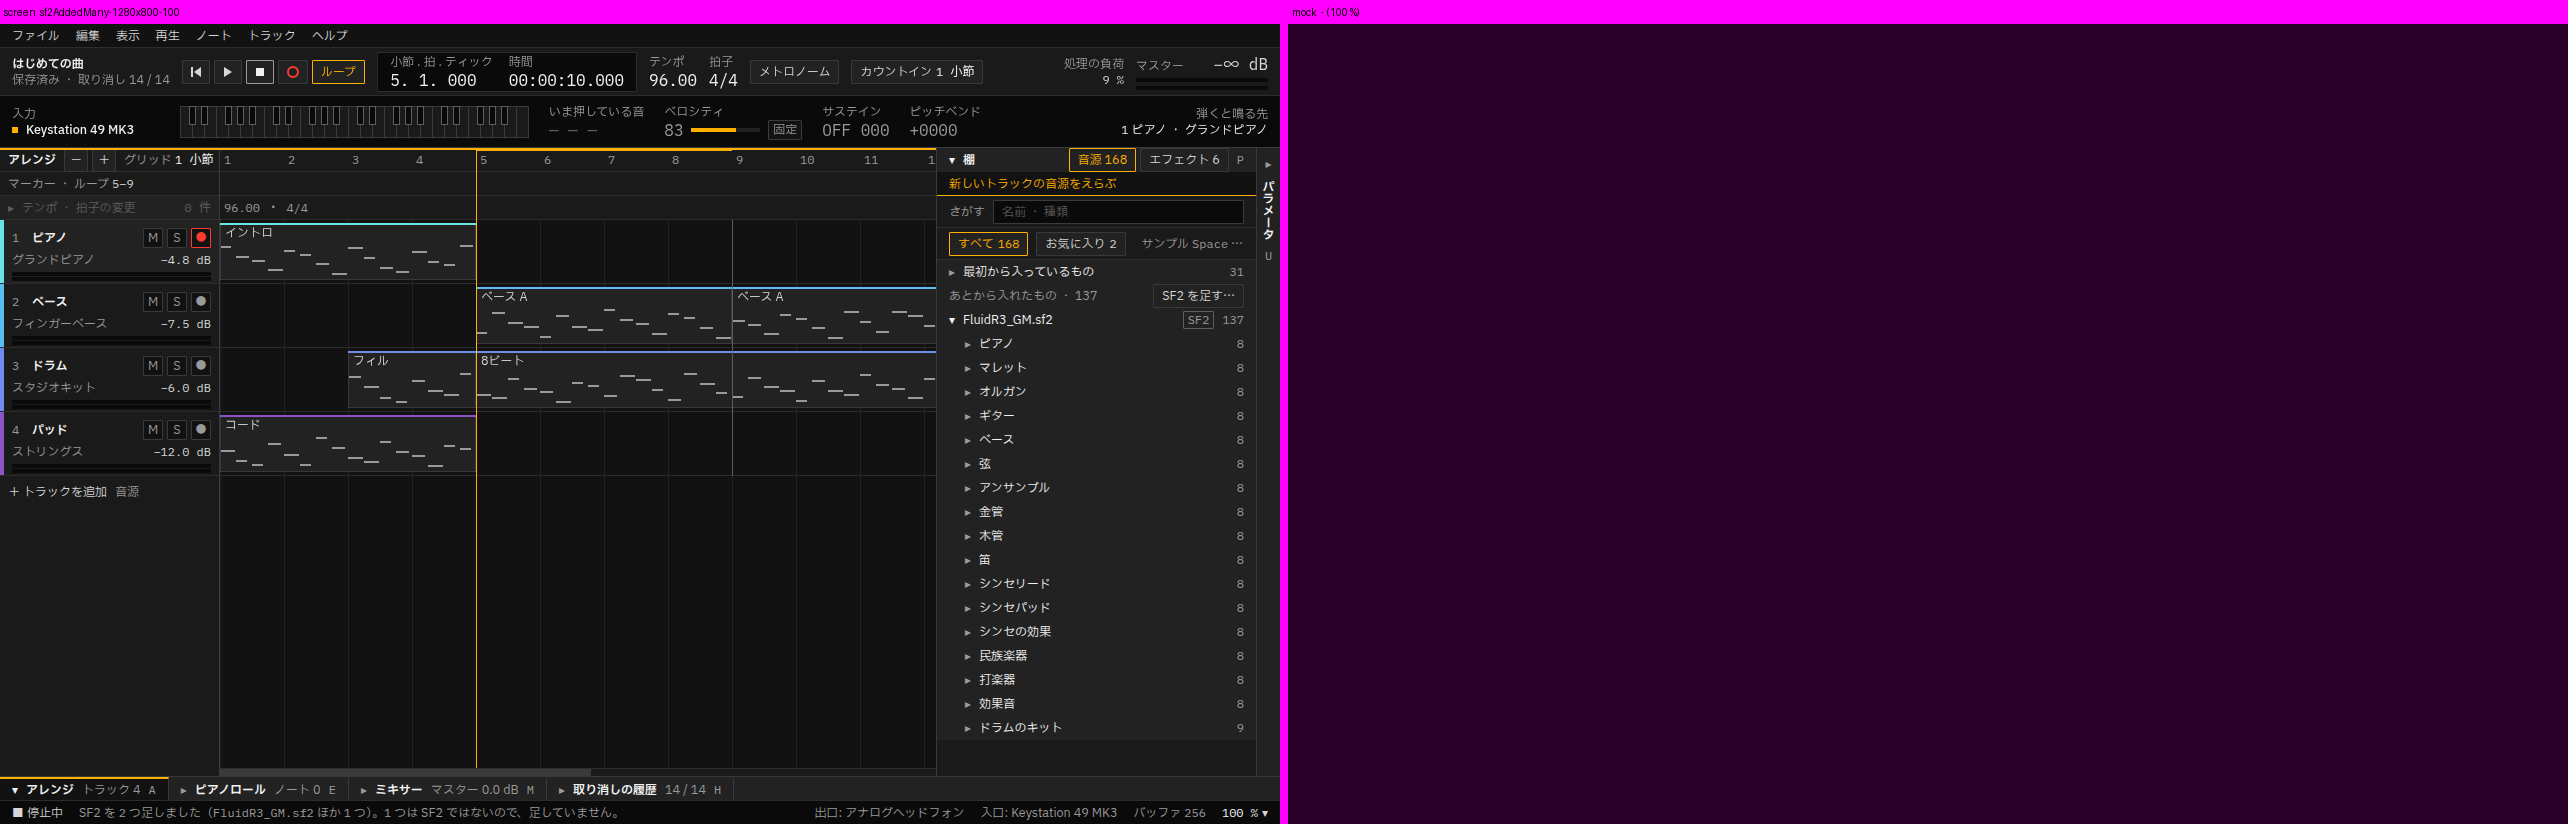 screen sf2AddedMany-1280x800-100
mock - (100%)
ファイル 編集 表示 再生 ノート トラック ヘルプ
はじめての曲
保存済み ・ 取り消し 14 / 14
ループ
小節 . 拍 . ティック 時間
5. 1. 000 00:00:10.000
テンポ 拍子
96.00 4/4
メトロノーム
カウントイン 1 小節
処理の負荷
9 %
マスター −∞ dB
入力
Keystation 49 MK3
いま押している音
— — —
ベロシティ
83 固定
サステイン
OFF 000
ピッチベンド
+0000
弾くと鳴る先
1 ピアノ ・ グランドピアノ
アレンジ − + グリッド 1 小節
1 2 3 4 5 6 7 8 9 10 11 1
マーカー ・ ループ 5–9
▸ テンポ ・ 拍子の変更 0 件
96.00 ・ 4/4
1 ピアノ M S
グランドピアノ −4.8 dB
イントロ
2 ベース M S
フィンガーベース −7.5 dB
ベース A ベース A
3 ドラム M S
スタジオキット −6.0 dB
フィル 8ビート
4 パッド M S
ストリングス −12.0 dB
コード
+ トラックを追加 音源
▾ 棚 音源 168 エフェクト 6 P
新しいトラックの音源をえらぶ
さがす 名前 ・ 種類
すべて 168 お気に入り 2 サンプル Space …
▸ 最初から入っているもの 31
あとから入れたもの ・ 137 SF2 を足す…
▾ FluidR3_GM.sf2 SF2 137
▸ ピアノ 8
▸ マレット 8
▸ オルガン 8
▸ ギター 8
▸ ベース 8
▸ 弦 8
▸ アンサンブル 8
▸ 金管 8
▸ 木管 8
▸ 笛 8
▸ シンセリード 8
▸ シンセパッド 8
▸ シンセの効果 8
▸ 民族楽器 8
▸ 打楽器 8
▸ 効果音 8
▸ ドラムのキット 9
▸ パラメータ U
▾ アレンジ トラック 4 A ▸ ピアノロール ノート 0 E ▸ ミキサー マスター 0.0 dB M ▸ 取り消しの履歴 14 / 14 H
■ 停止中 SF2 を 2 つ足しました（FluidR3_GM.sf2 ほか 1 つ）。1 つは SF2 ではないので、足していません。
出口: アナログヘッドフォン 入口: Keystation 49 MK3 バッファ 256 100 % ▾